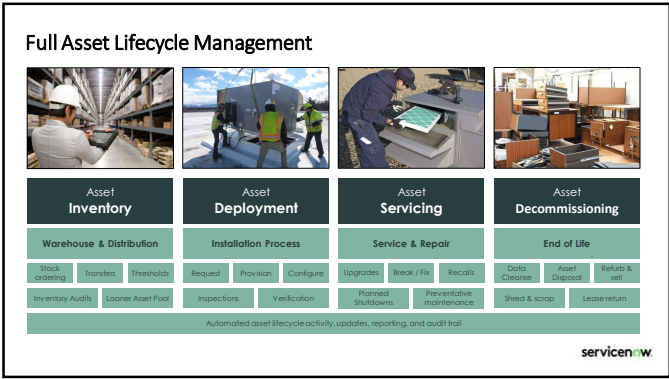 Full Asset Lifecycle Management
Asset
Inventory
Asset
Deployment
Asset
Servicing
Asset
Decommissioning
Warehouse & Distribution
Installation Process
Service & Repair
End of Life
Stock
ordering
Transfers
Thresholds
Inventory Audits
Loaner Asset Pool
Request
Provision
Configure
Inspections
Verification
Upgrades
Break / Fix
Recalls
Planned
Shutdowns
Preventative
maintenance
Data
Cleanse
Asset
Disposal
Refurb &
sell
Shred & scrap
Lease return
Automated asset lifecycle activity, updates, reporting, and audit trail
servicenow